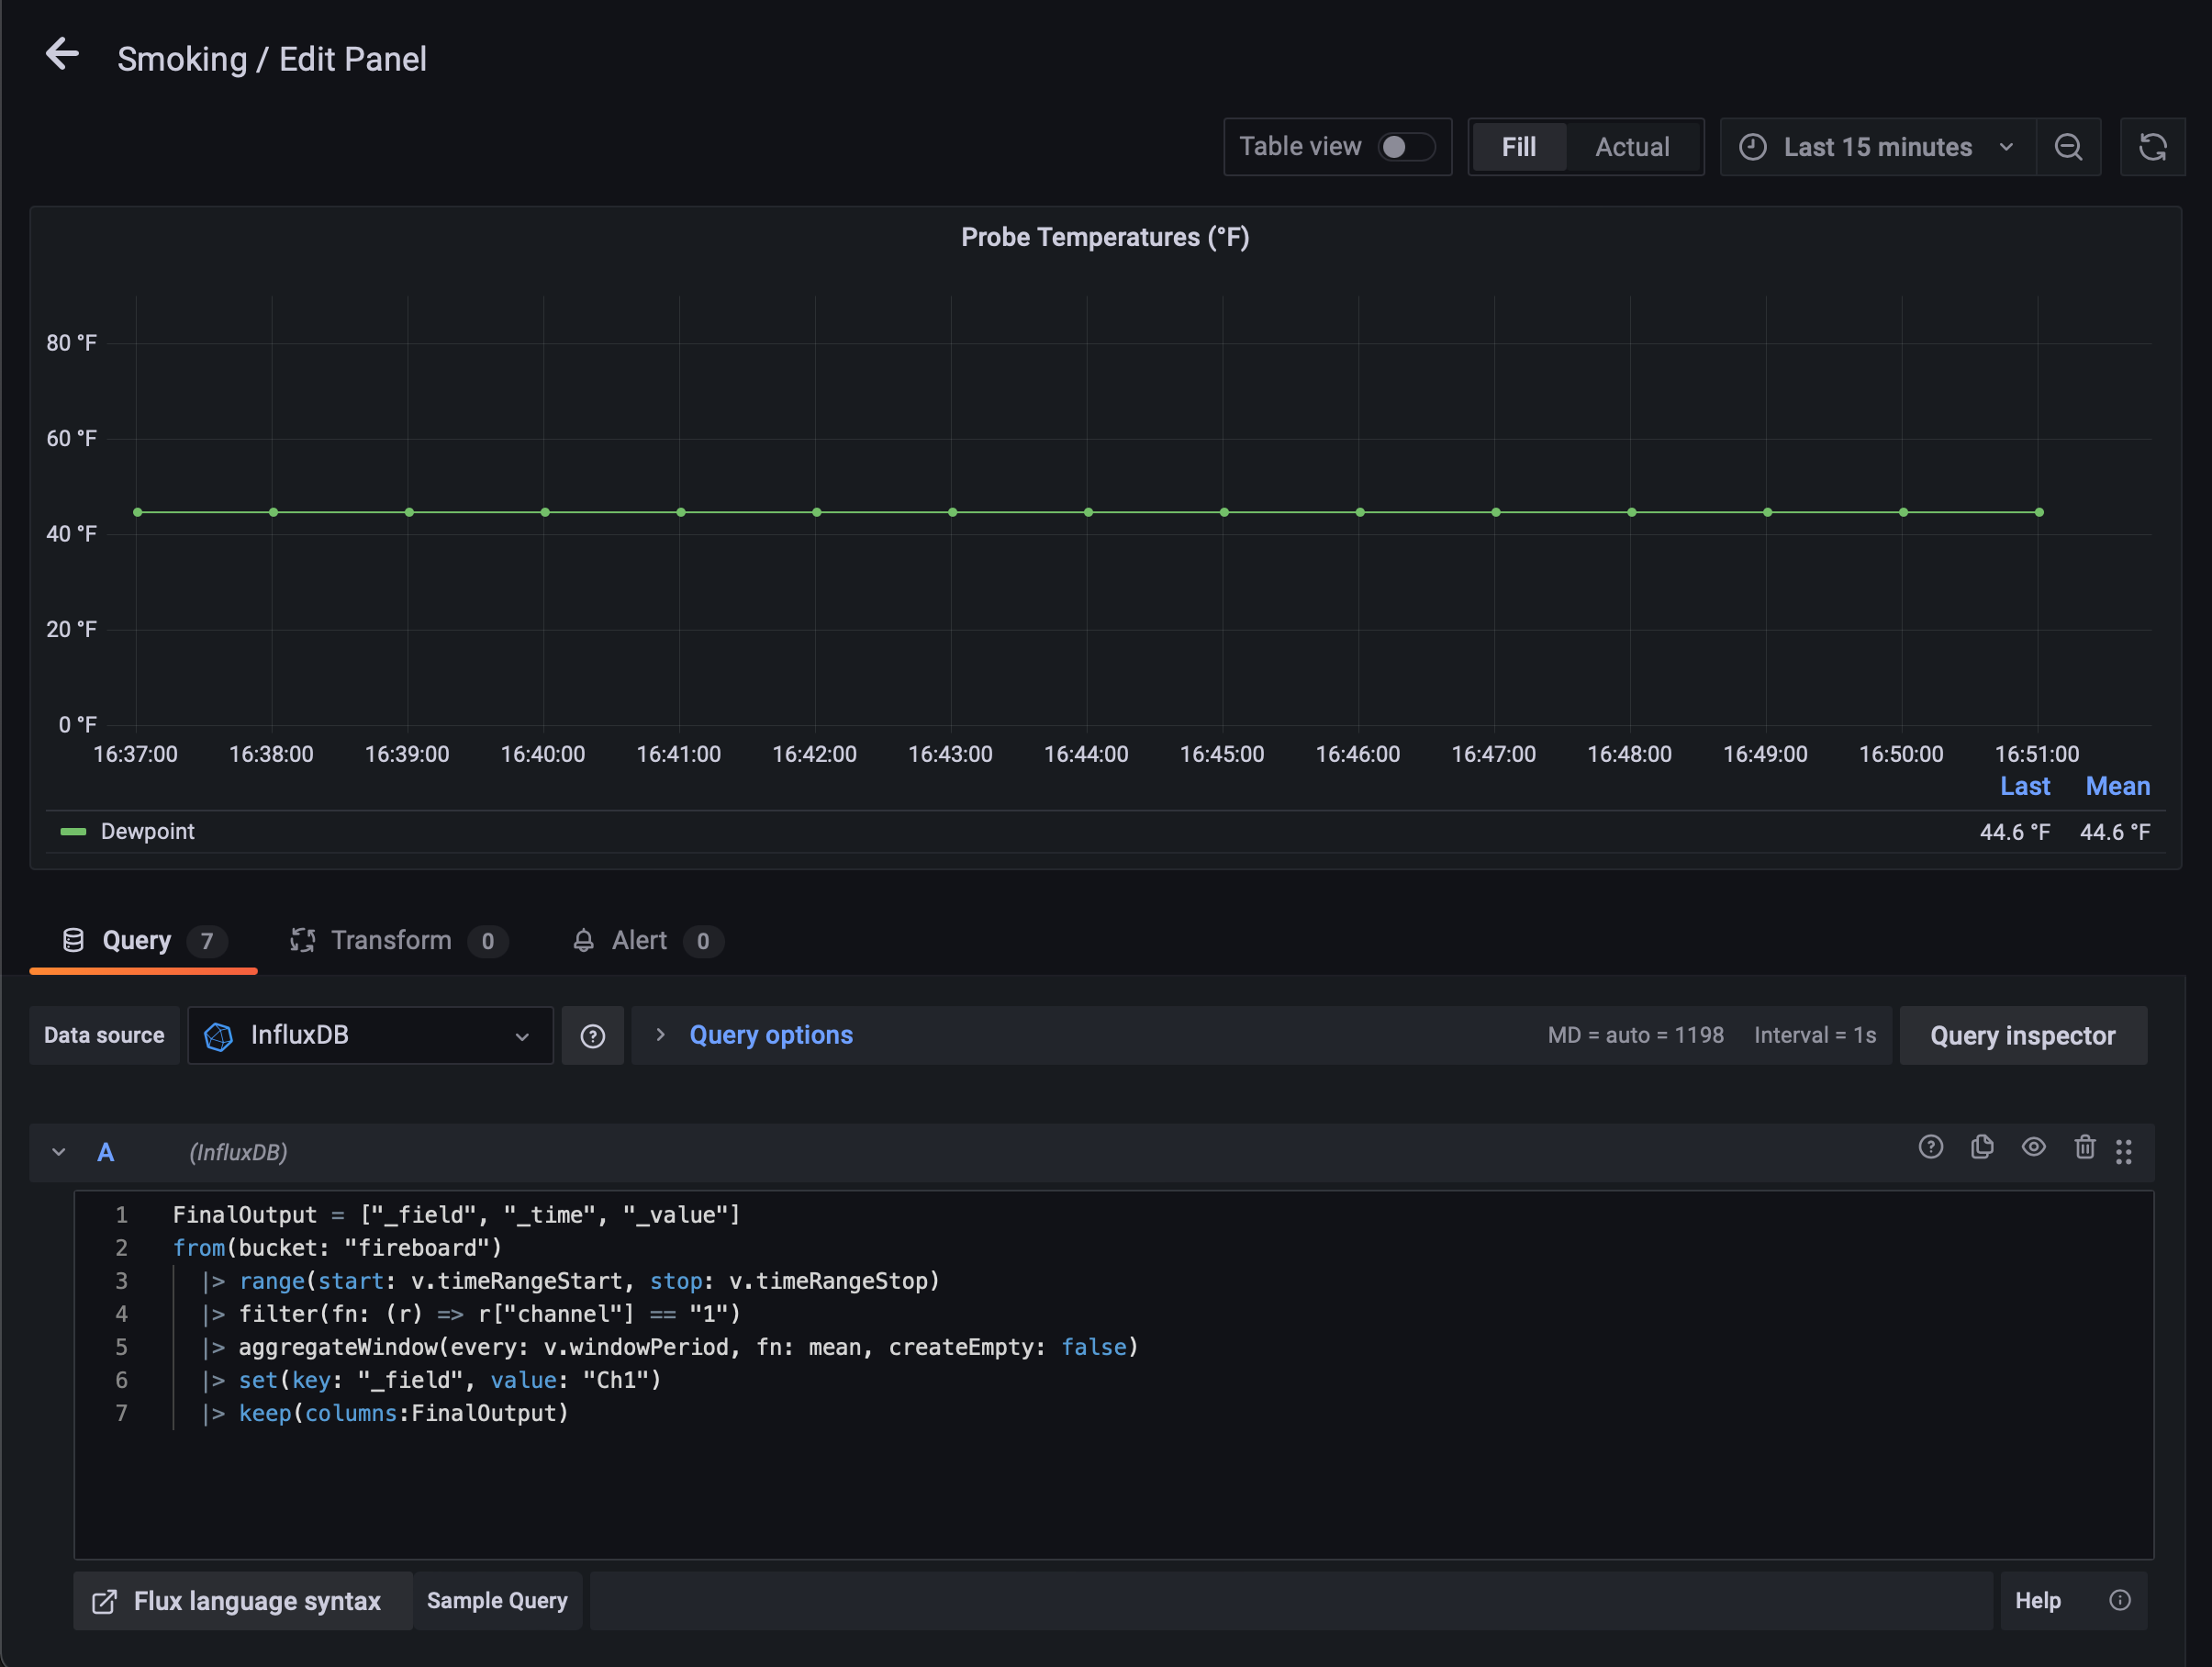 Smoking / Edit Panel
Table view Fill Actual Last 15 minutes
Probe Temperatures (°F)
80 °F
60 °F
40 °F
20 °F
0 °F
16:37:00 16:38:00 16:39:00 16:40:00 16:41:00 16:42:00 16:43:00 16:44:00 16:45:00 16:46:00 16:47:00 16:48:00 16:49:00 16:50:00 16:51:00
Last Mean
Dewpoint 44.6 °F 44.6 °F
Query 7 Transform 0 Alert 0
Data source InfluxDB Query options MD = auto = 1198 Interval = 1s Query inspector
A (InfluxDB)
1 FinalOutput = ["_field", "_time", "_value"]
2 from(bucket: "fireboard")
3 |> range(start: v.timeRangeStart, stop: v.timeRangeStop)
4 |> filter(fn: (r) => r["channel"] == "1")
5 |> aggregateWindow(every: v.windowPeriod, fn: mean, createEmpty: false)
6 |> set(key: "_field", value: "Ch1")
7 |> keep(columns:FinalOutput)
Flux language syntax Sample Query Help